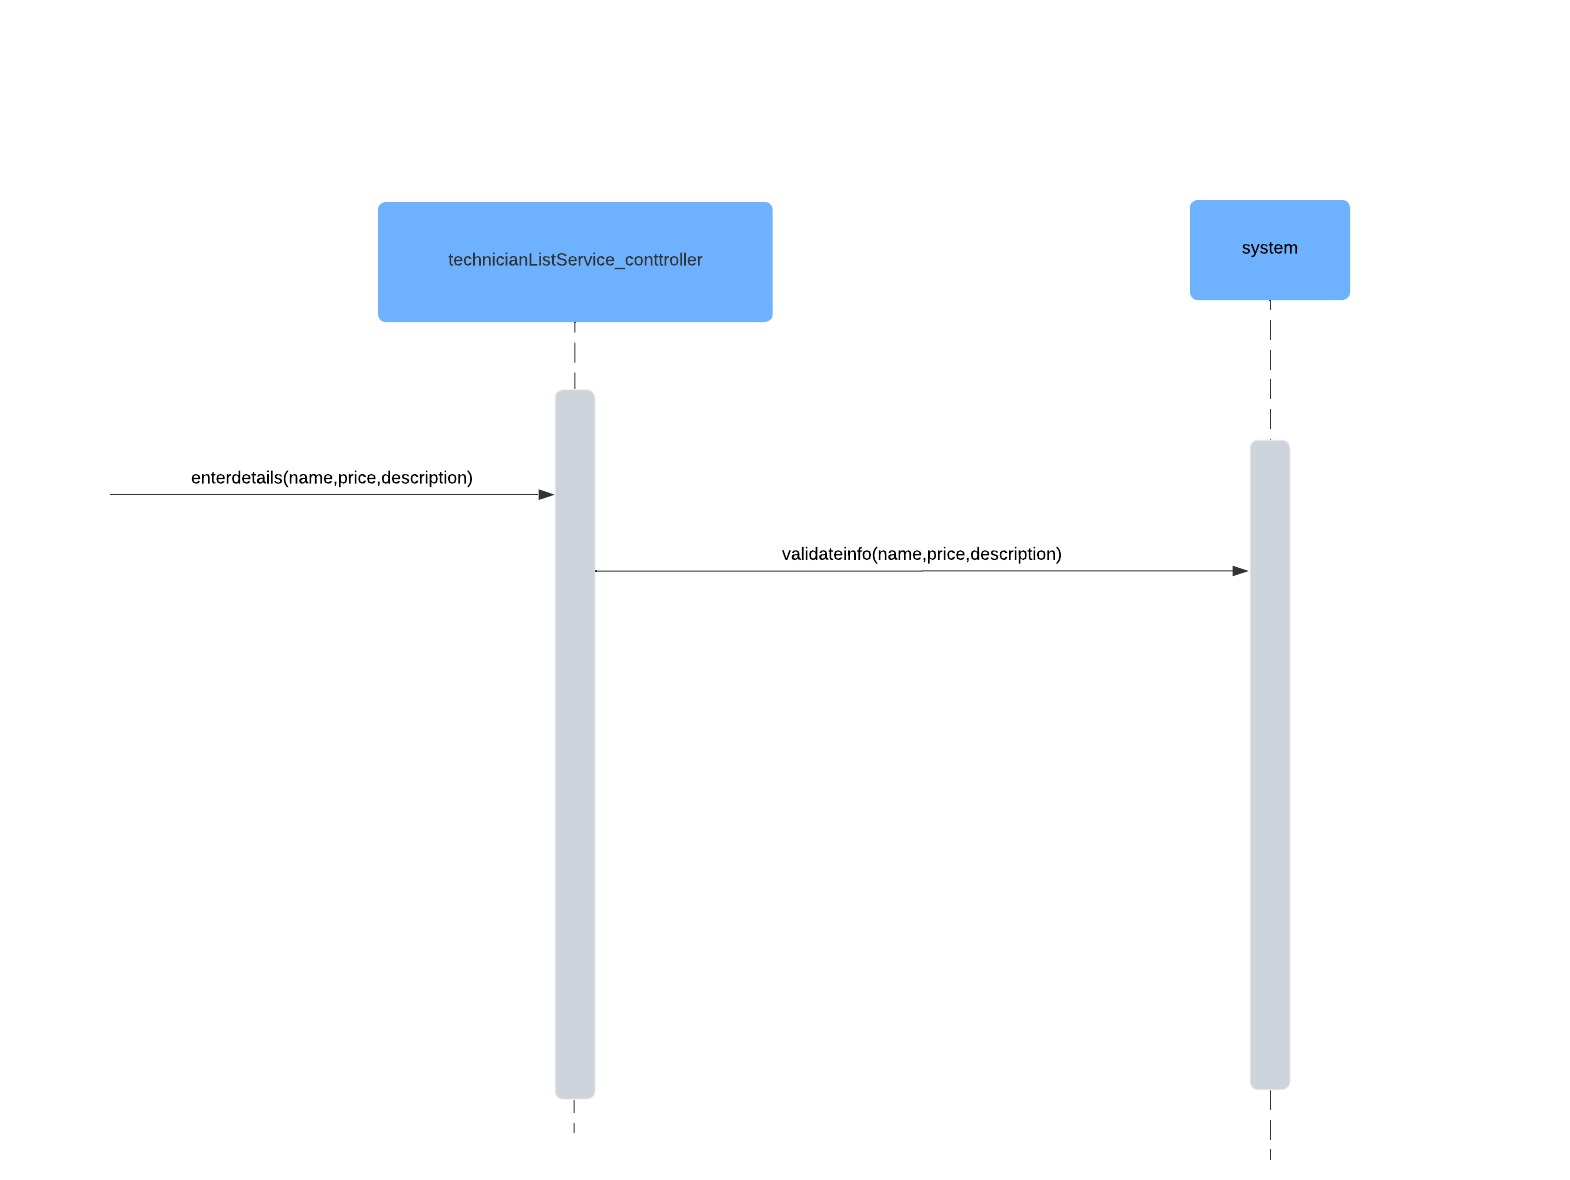 technicianListService_conttroller
system
enterdetails(name,price,description)
validateinfo(name,price,description)